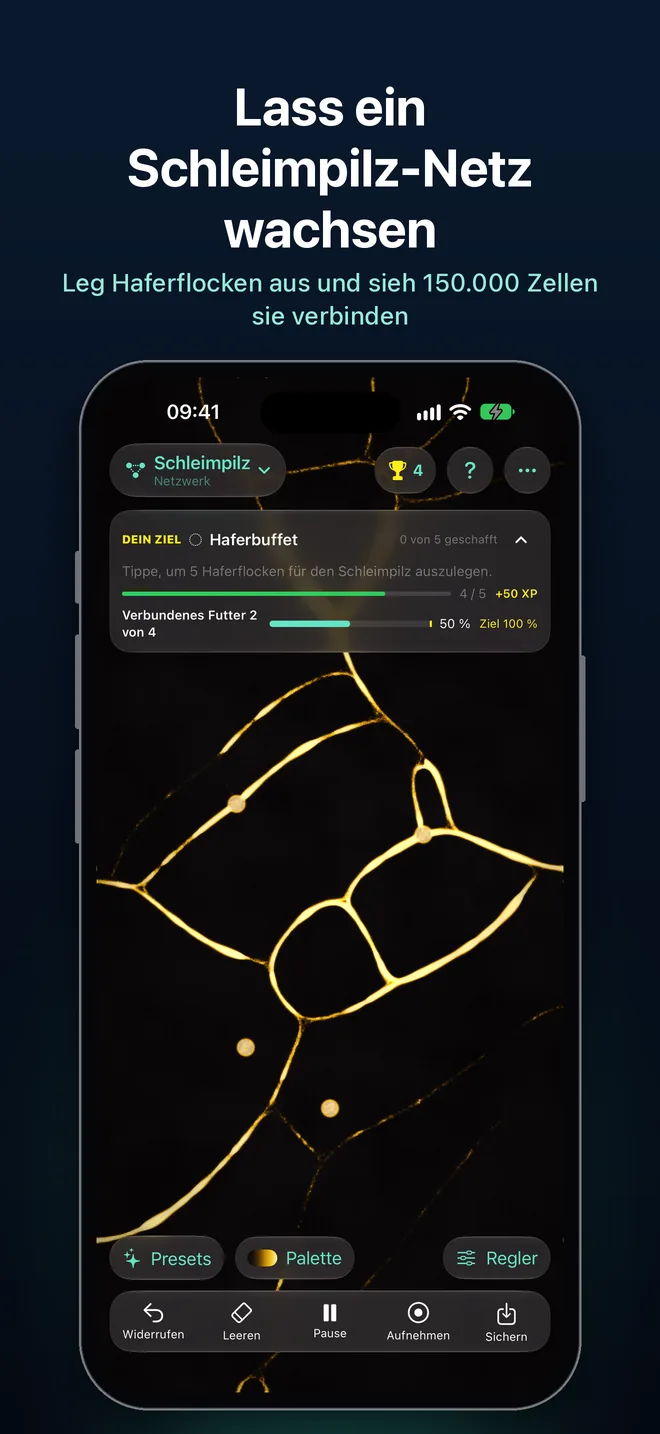 Lass ein
Schleimpilz-Netz
wachsen
Leg Haferflocken aus und sieh 150.000 Zellen
sie verbinden
09:41
Schleimpilz
Netzwerk
4
?
DEIN ZIEL Haferbuffet 0 von 5 geschafft
Tippe, um 5 Haferflocken für den Schleimpilz auszulegen.
4 / 5 +50 XP
Verbundenes Futter 2
von 4
50 % Ziel 100 %
Presets
Palette
Regler
Widerrufen
Leeren
Pause
Aufnehmen
Sichern